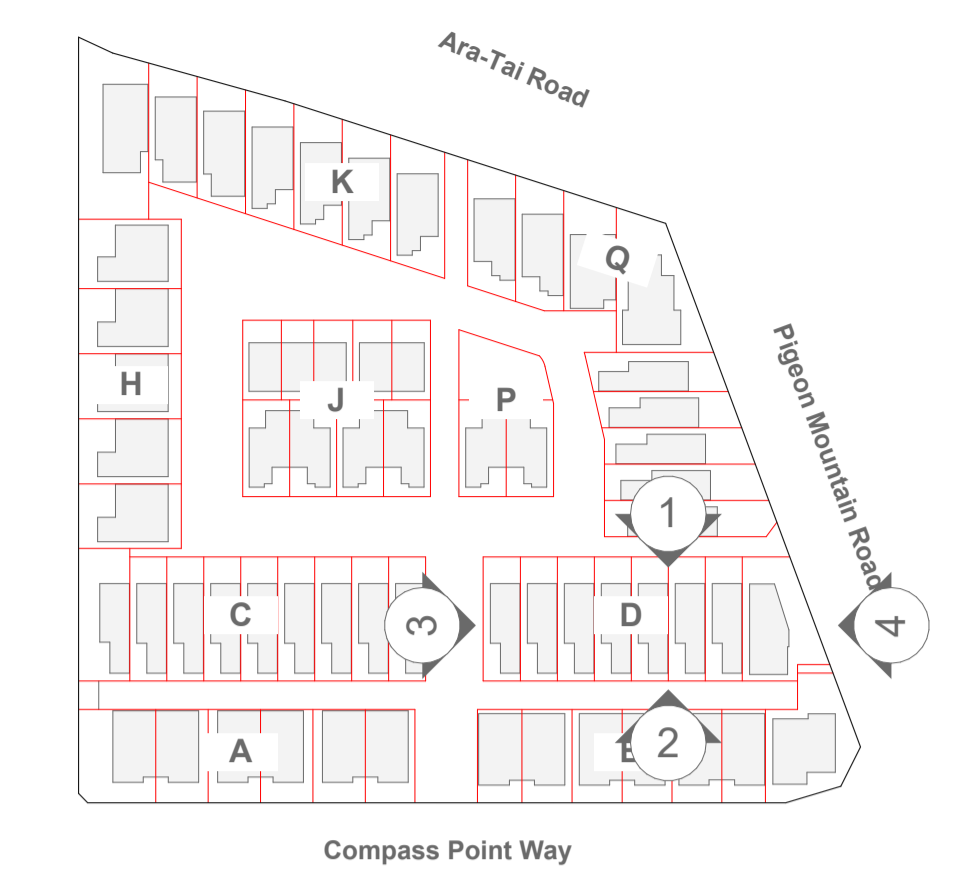 Ara-Tai Road
K
Q
Pigeon Mountain Road
H
J
P
1
C
3
D
4
A
2
Compass Point Way